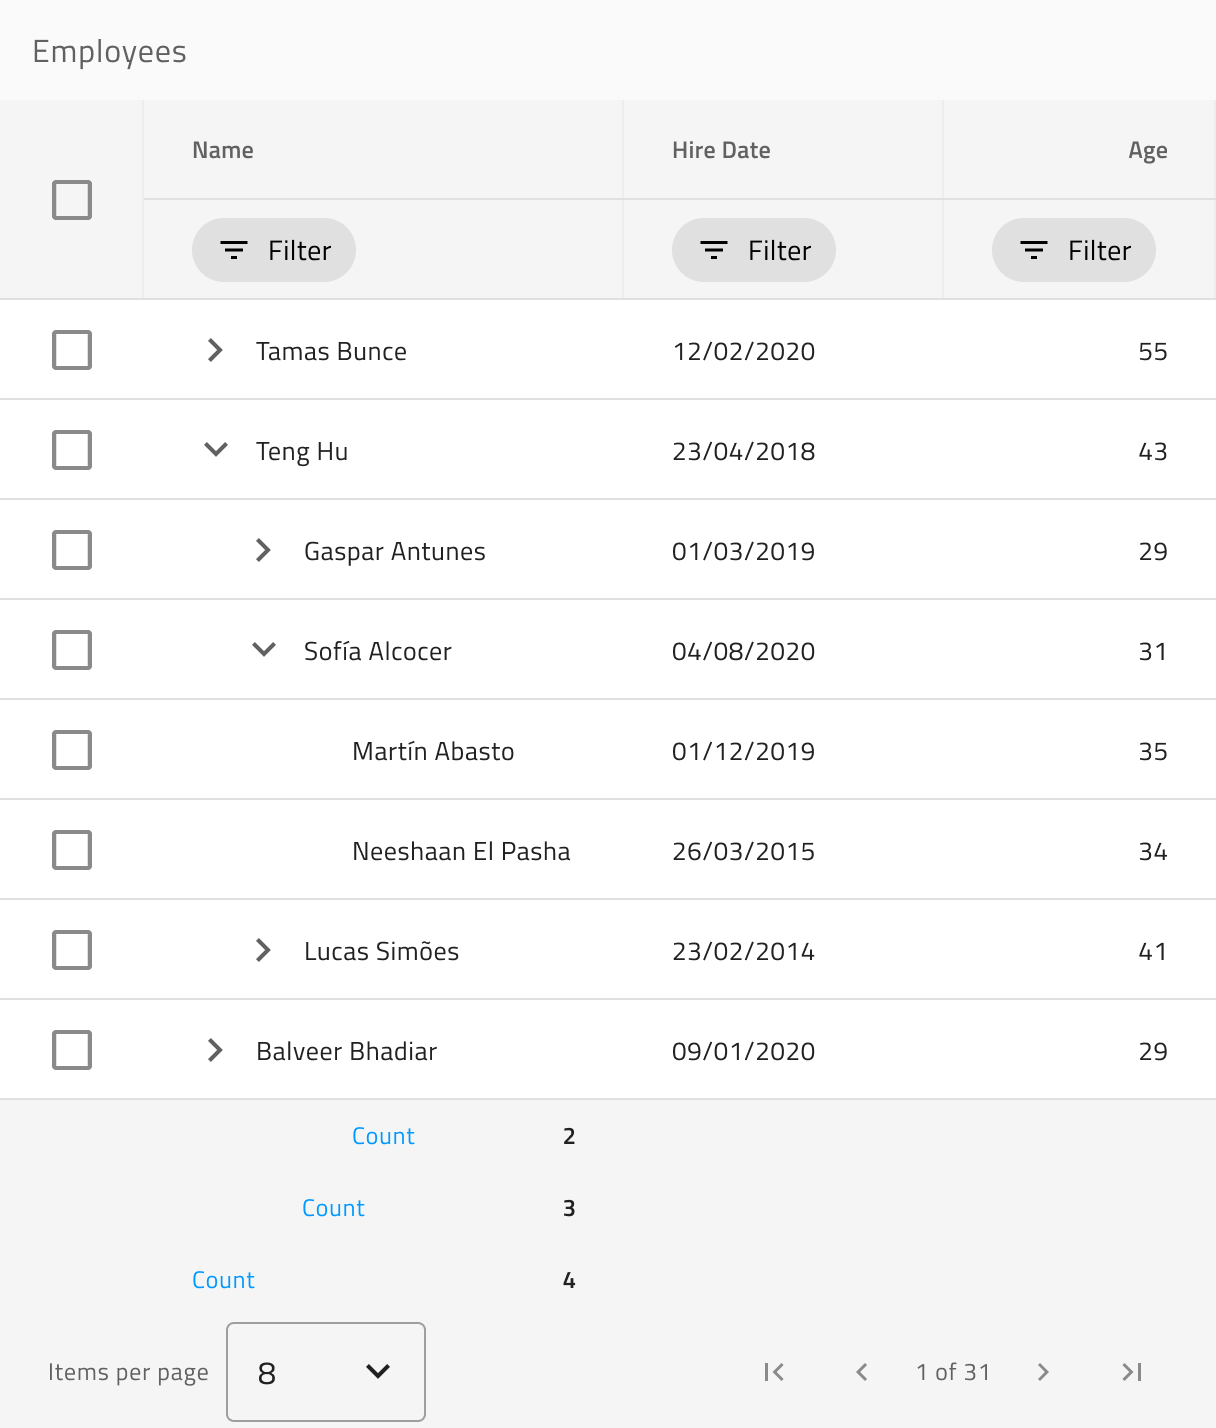 Employees
Name Hire Date Age
Filter Filter Filter
Tamas Bunce 12/02/2020 55
Teng Hu 23/04/2018 43
Gaspar Antunes 01/03/2019 29
Sofía Alcocer 04/08/2020 31
Martín Abasto 01/12/2019 35
Neeshaan El Pasha 26/03/2015 34
Lucas Simões 23/02/2014 41
Balveer Bhadiar 09/01/2020 29
Count 2
Count 3
Count 4
Items per page 8 1 of 31